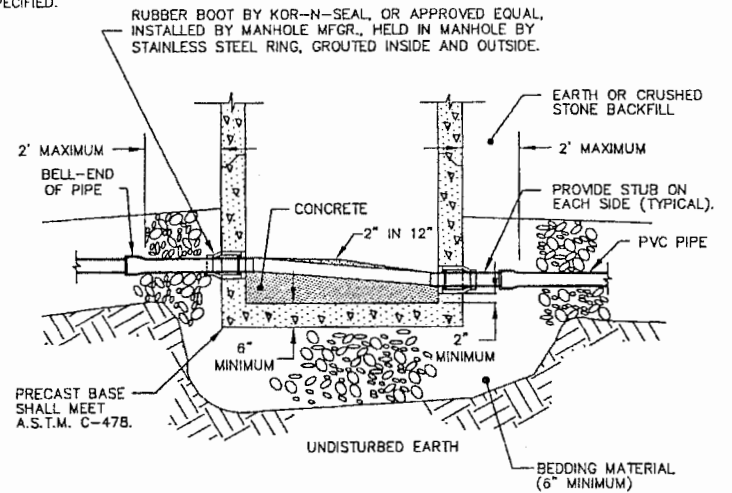 RUBBER BOOT BY KOR-N-SEAL, OR APPROVED EQUAL,
INSTALLED BY MANHOLE MFGR., HELD IN MANHOLE BY
STAINLESS STEEL RING, GROUTED INSIDE AND OUTSIDE.
EARTH OR CRUSHED
STONE BACKFILL
2' MAXIMUM
2' MAXIMUM
BELL-END
OF PIPE
CONCRETE
2" IN 12"
PROVIDE STUB ON
EACH SIDE (TYPICAL).
PVC PIPE
6"
MINIMUM
2"
MINIMUM
PRECAST BASE
SHALL MEET
A.S.T.M. C-478.
UNDISTURBED EARTH
BEDDING MATERIAL
(6" MINIMUM)